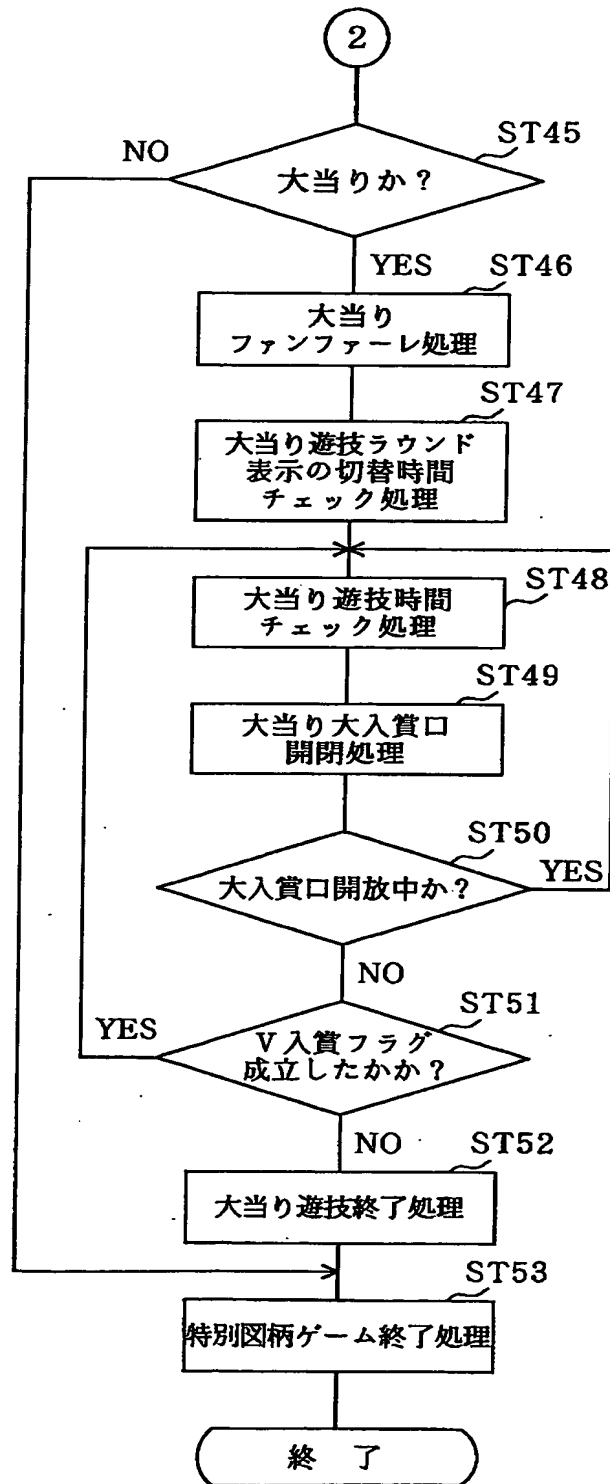 2
ST45
NO
大当りか？
YES
ST46
大当り
ファンファーレ処理
ST47
大当り遊技ラウンド
表示の切替時間
チェック処理
ST48
大当り遊技時間
チェック処理
ST49
大当り大入賞口
開閉処理
ST50
大入賞口開放中か？
YES
NO
ST51
YES
V入賞フラグ
成立したかか？
NO
ST52
大当り遊技終了処理
ST53
特別図柄ゲーム終了処理
終 了